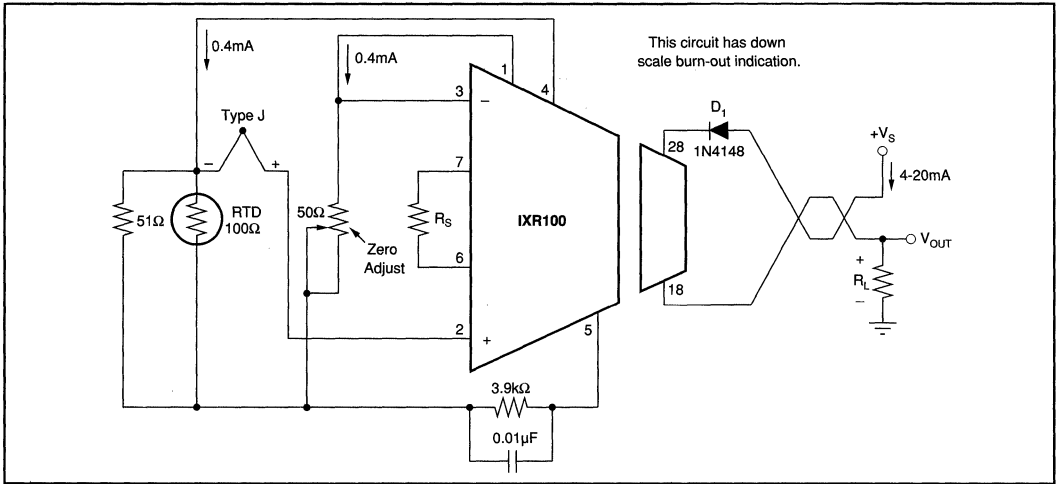 This circuit has down
scale burn-out indication.
0.4mA
0.4mA
1
4
3
−
Type J
−
+
7
51Ω
RTD
100Ω
50Ω
Zero
Adjust
RS
6
2
+
5
IXR100
3.9kΩ
0.01µF
28
18
D1
1N4148
+VS
4-20mA
VOUT
+
RL
−